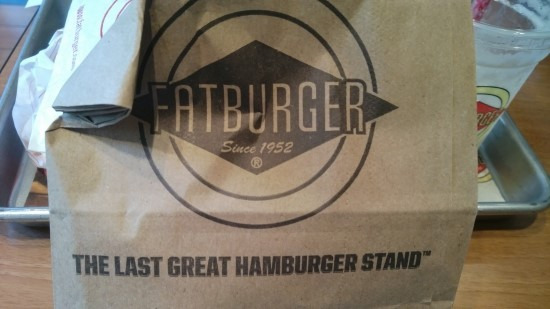 FATBURGER
Since 1952
®
THE LAST GREAT HAMBURGER STAND™